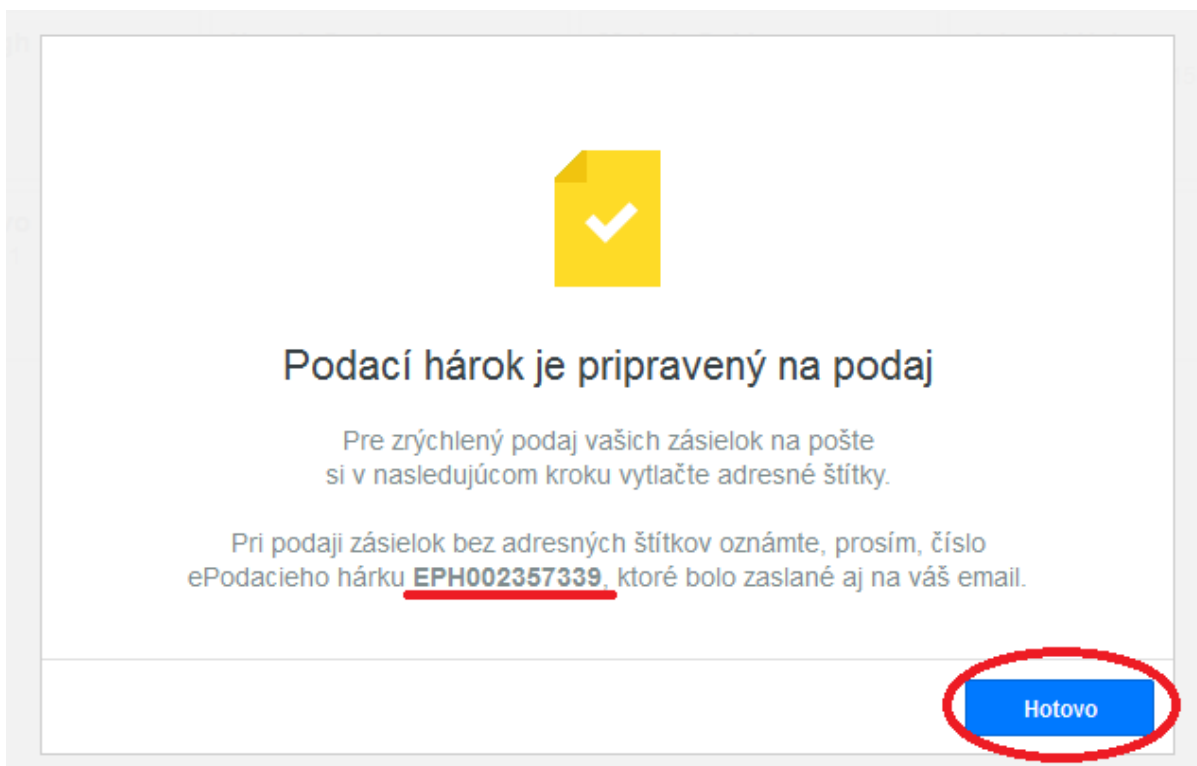 Podací hárok je pripravený na podaj
Pre zrýchlený podaj vašich zásielok na pošte
si v nasledujúcom kroku vytlačte adresné štítky.
Pri podaji zásielok bez adresných štítkov oznámte, prosím, číslo
ePodacieho hárku EPH002357339, ktoré bolo zaslané aj na váš email.
Hotovo